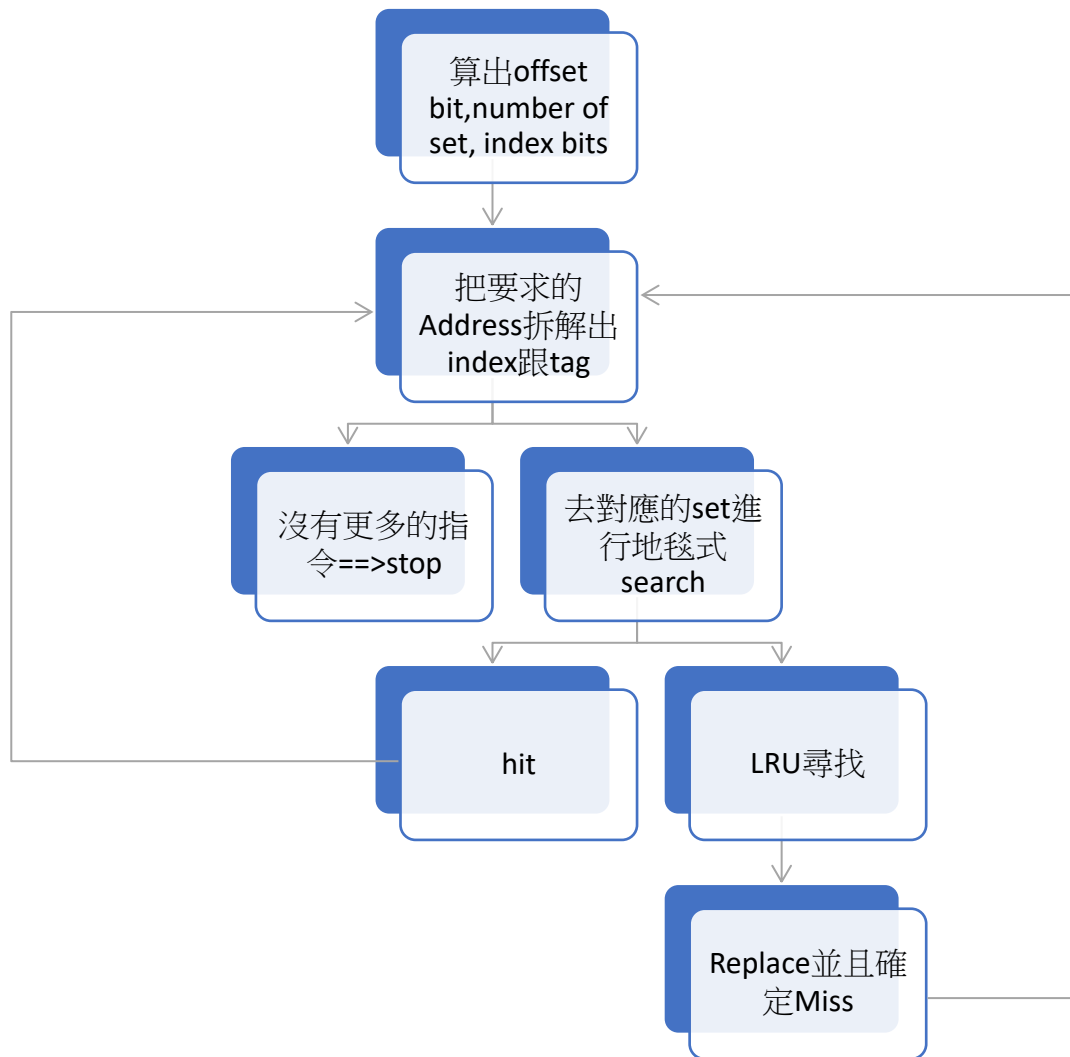 算出offset
bit,number of
set, index bits
把要求的
Address拆解出
index跟tag
沒有更多的指
令==>stop
去對應的set進
行地毯式
search
hit
LRU尋找
Replace並且確
定Miss